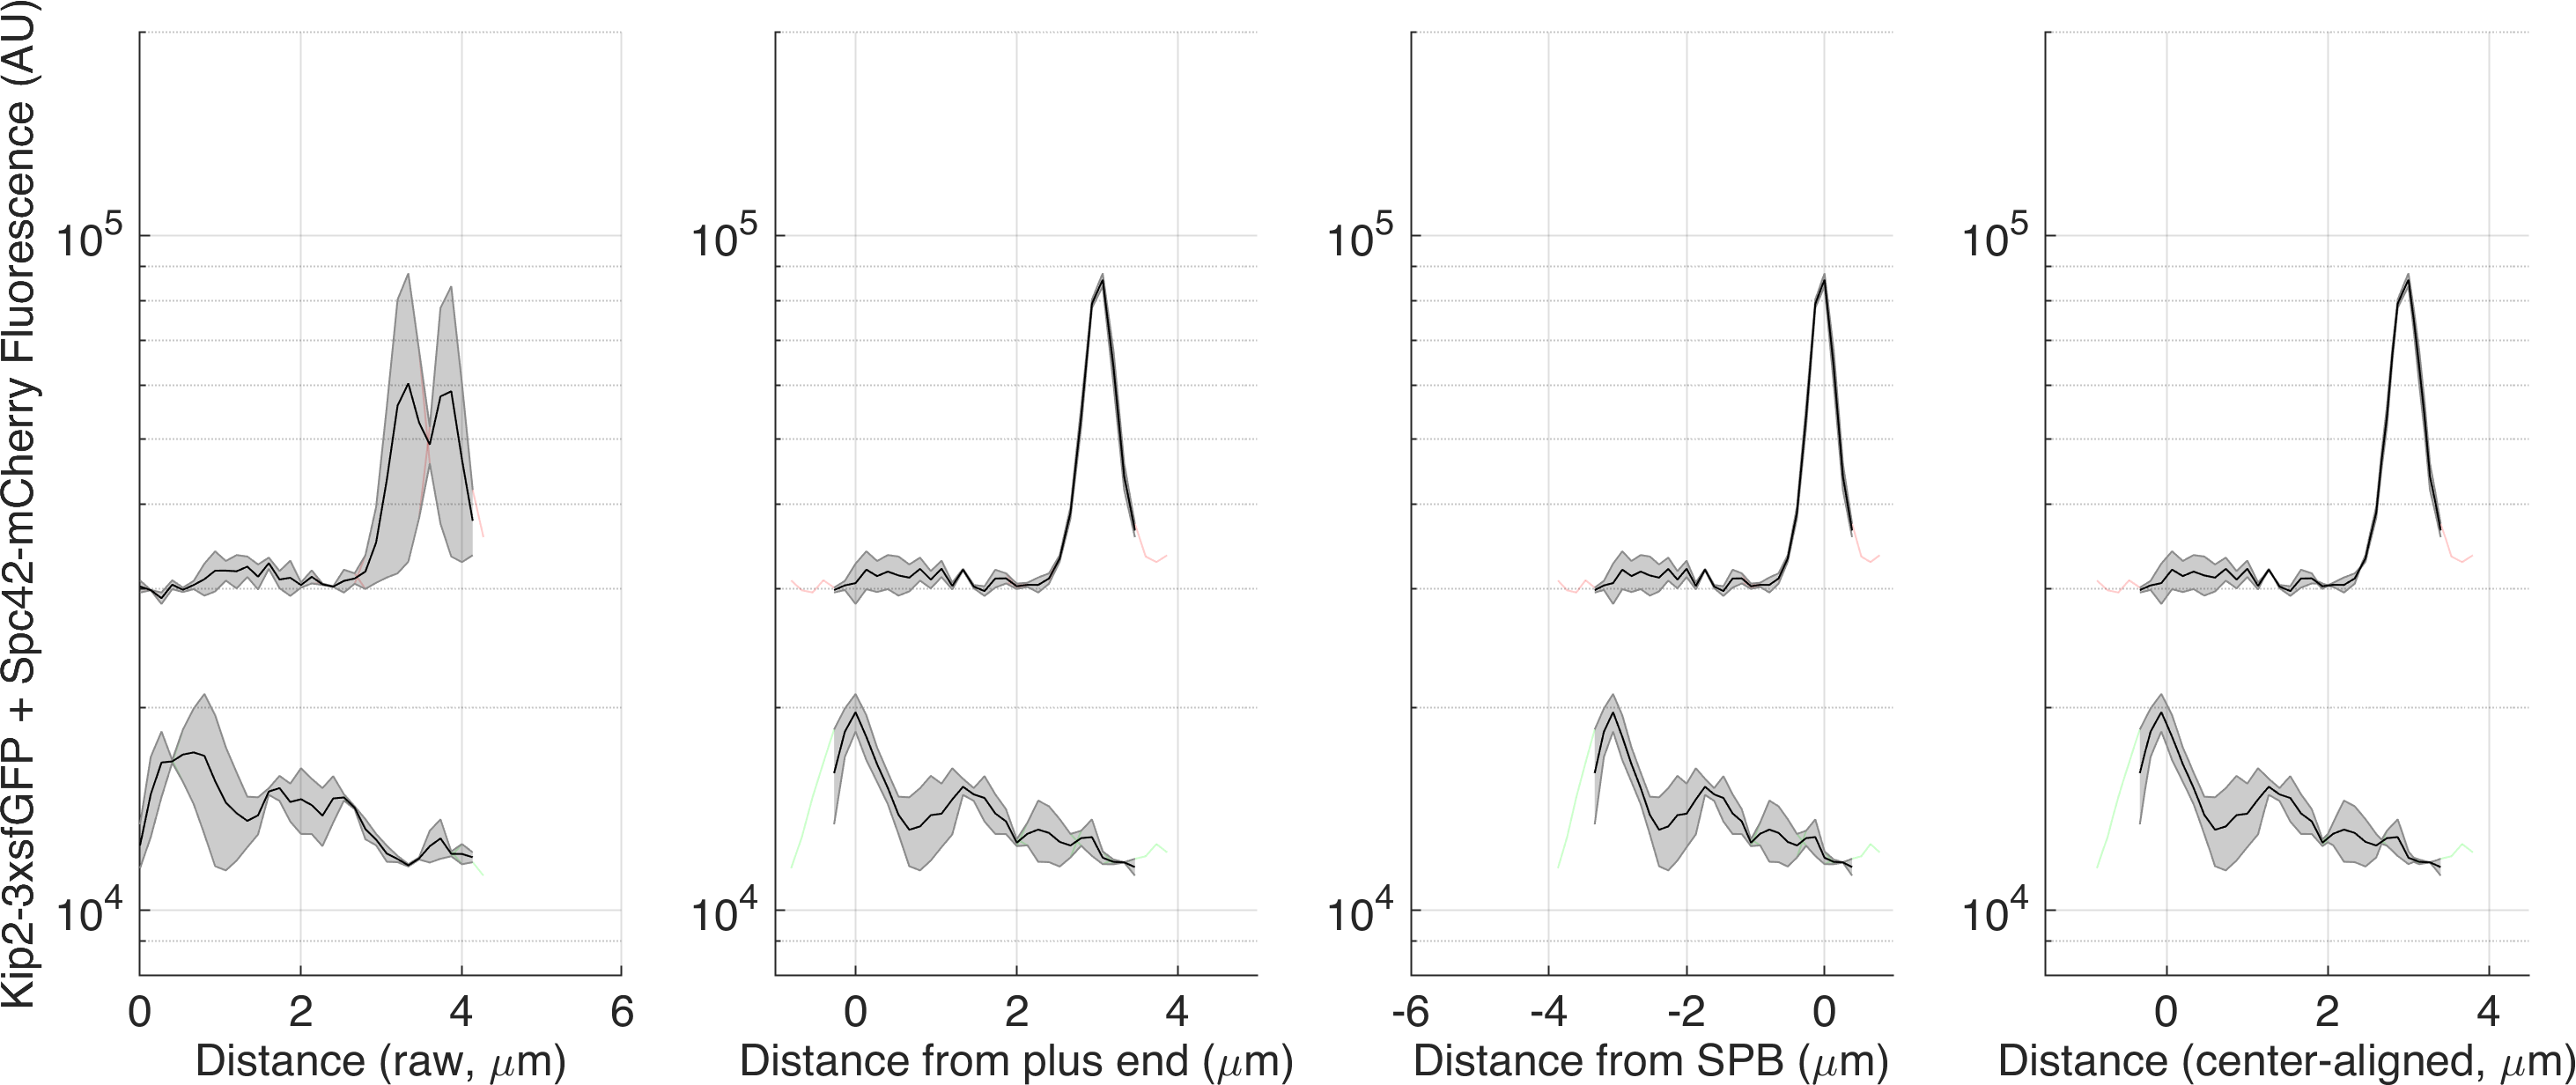 Kip2-3xsfGFP + Spc42-mCherry Fluorescence (AU)
10^5
10^4
0 2 4 6
Distance (raw, μm)
10^5
10^4
0 2 4
Distance from plus end (μm)
10^5
10^4
-6 -4 -2 0
Distance from SPB (μm)
10^5
10^4
0 2 4
Distance (center-aligned, μm)